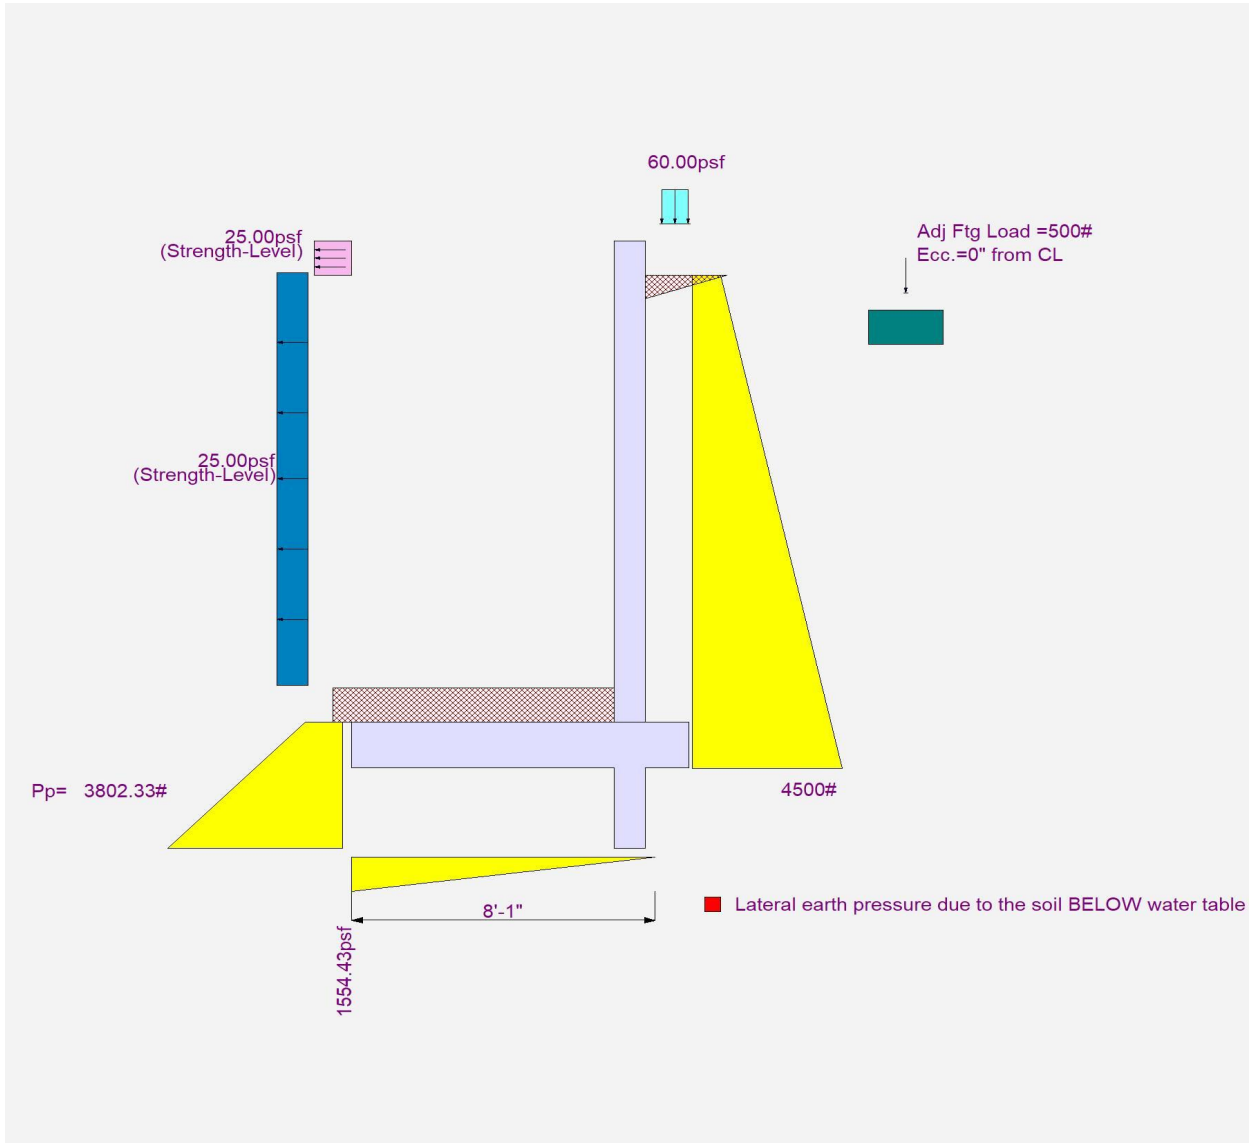 60.00psf
25.00psf
(Strength-Level)
Adj Ftg Load =500#
Ecc.=0" from CL
25.00psf
(Strength-Level)
Pp= 3802.33#
4500#
8'-1"
Lateral earth pressure due to the soil BELOW water table
1554.43psf